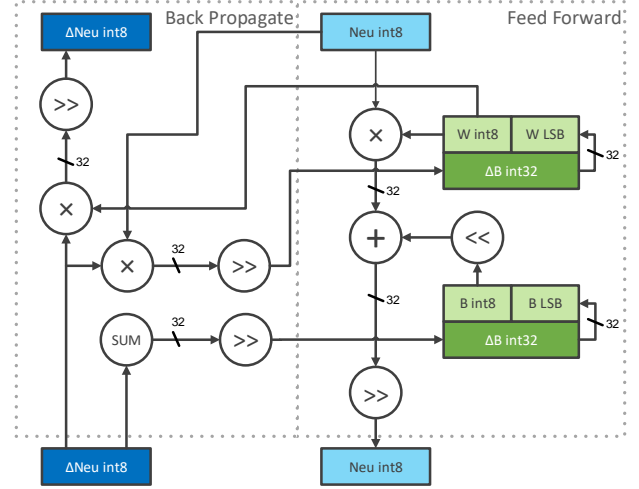 Back Propagate
Feed Forward
ΔNeu int8
Neu int8
>>
32
×
W int8
W LSB
32
ΔB int32
32
×
+
<<
×
32
>>
32
B int8
B LSB
32
ΔB int32
SUM
32
>>
>>
ΔNeu int8
Neu int8